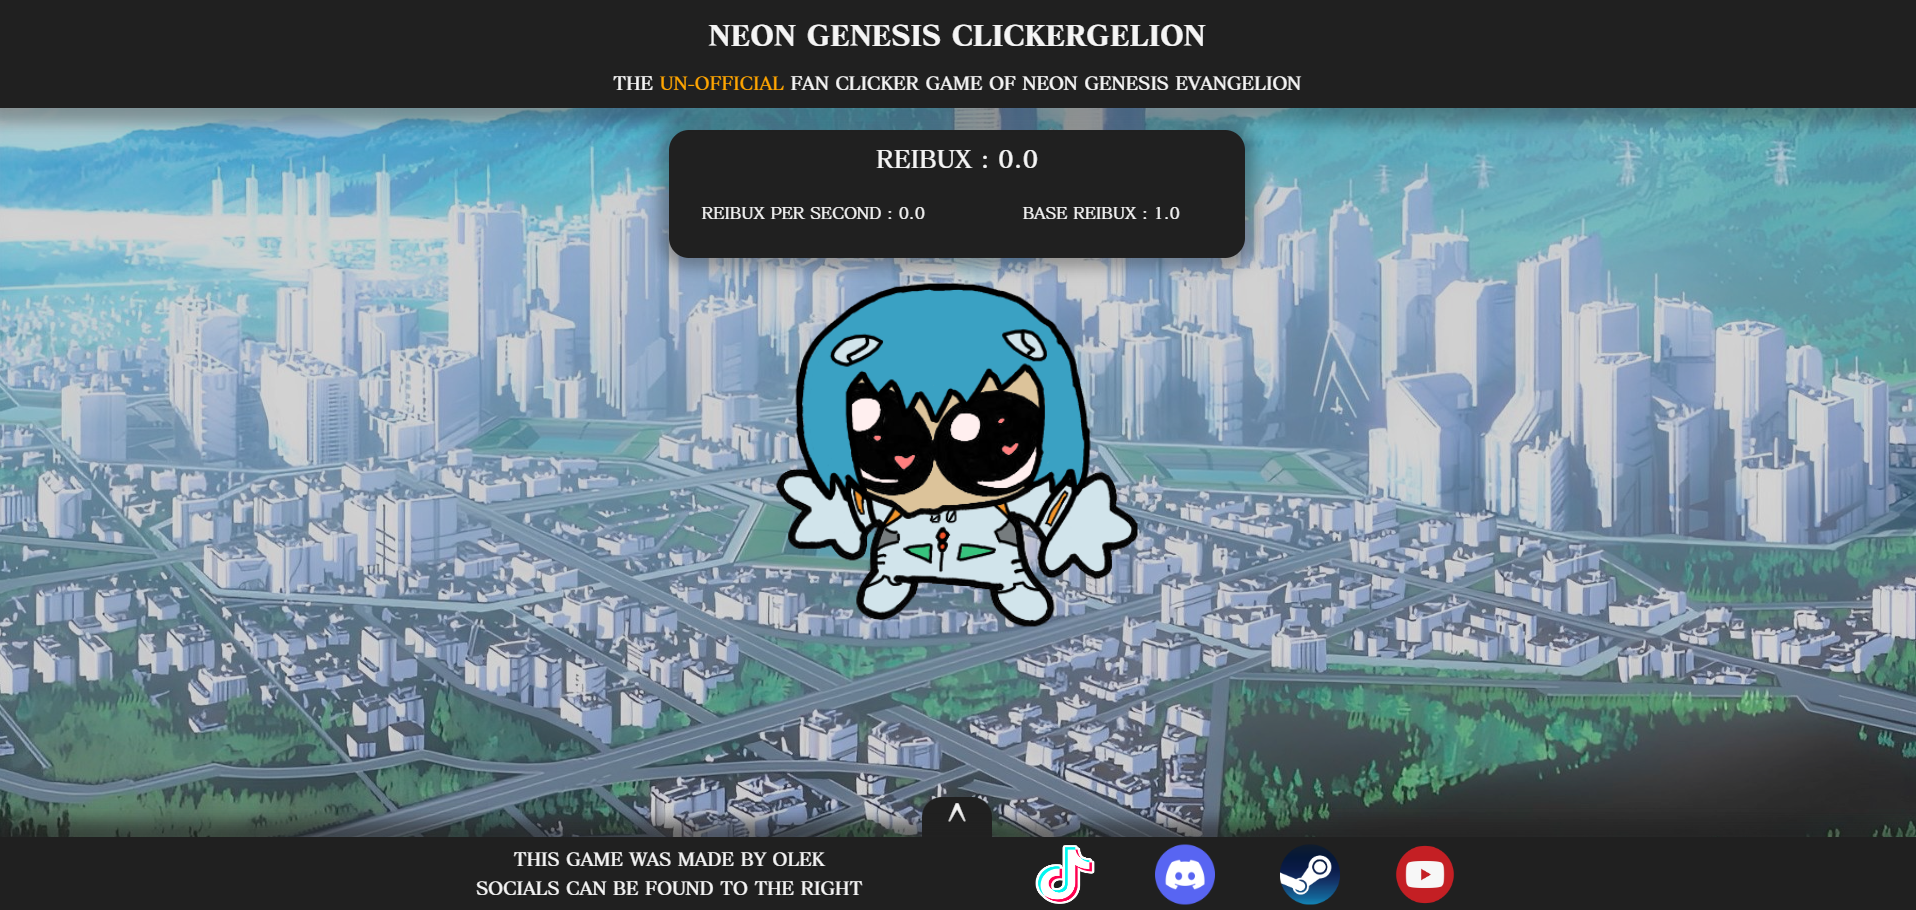 NEON GENESIS CLICKERGELION
THE UN-OFFICIAL FAN CLICKER GAME OF NEON GENESIS EVANGELION
REIBUX : 0.0
REIBUX PER SECOND : 0.0
BASE REIBUX : 1.0
THIS GAME WAS MADE BY OLEK
SOCIALS CAN BE FOUND TO THE RIGHT